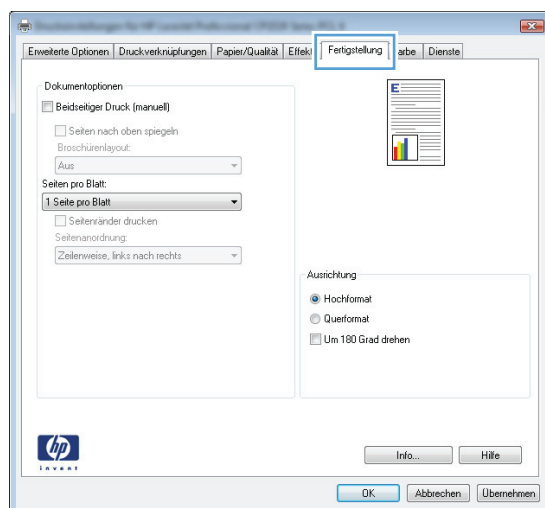 Erweiterte Optionen Druckverknüpfungen Papier/Qualität Effekt Fertigstellung arbe Dienste
Dokumentoptionen
Beidseitiger Druck (manuell)
Seiten nach oben spiegeln
Broschürenlayout:
Aus
Seiten pro Blatt:
1 Seite pro Blatt
Seitenränder drucken
Seitenanordnung:
Zeilenweise, links nach rechts
E
Ausrichtung
Hochformat
Querformat
Um 180 Grad drehen
hp
invent
Info... Hilfe
OK Abbrechen Übernehmen